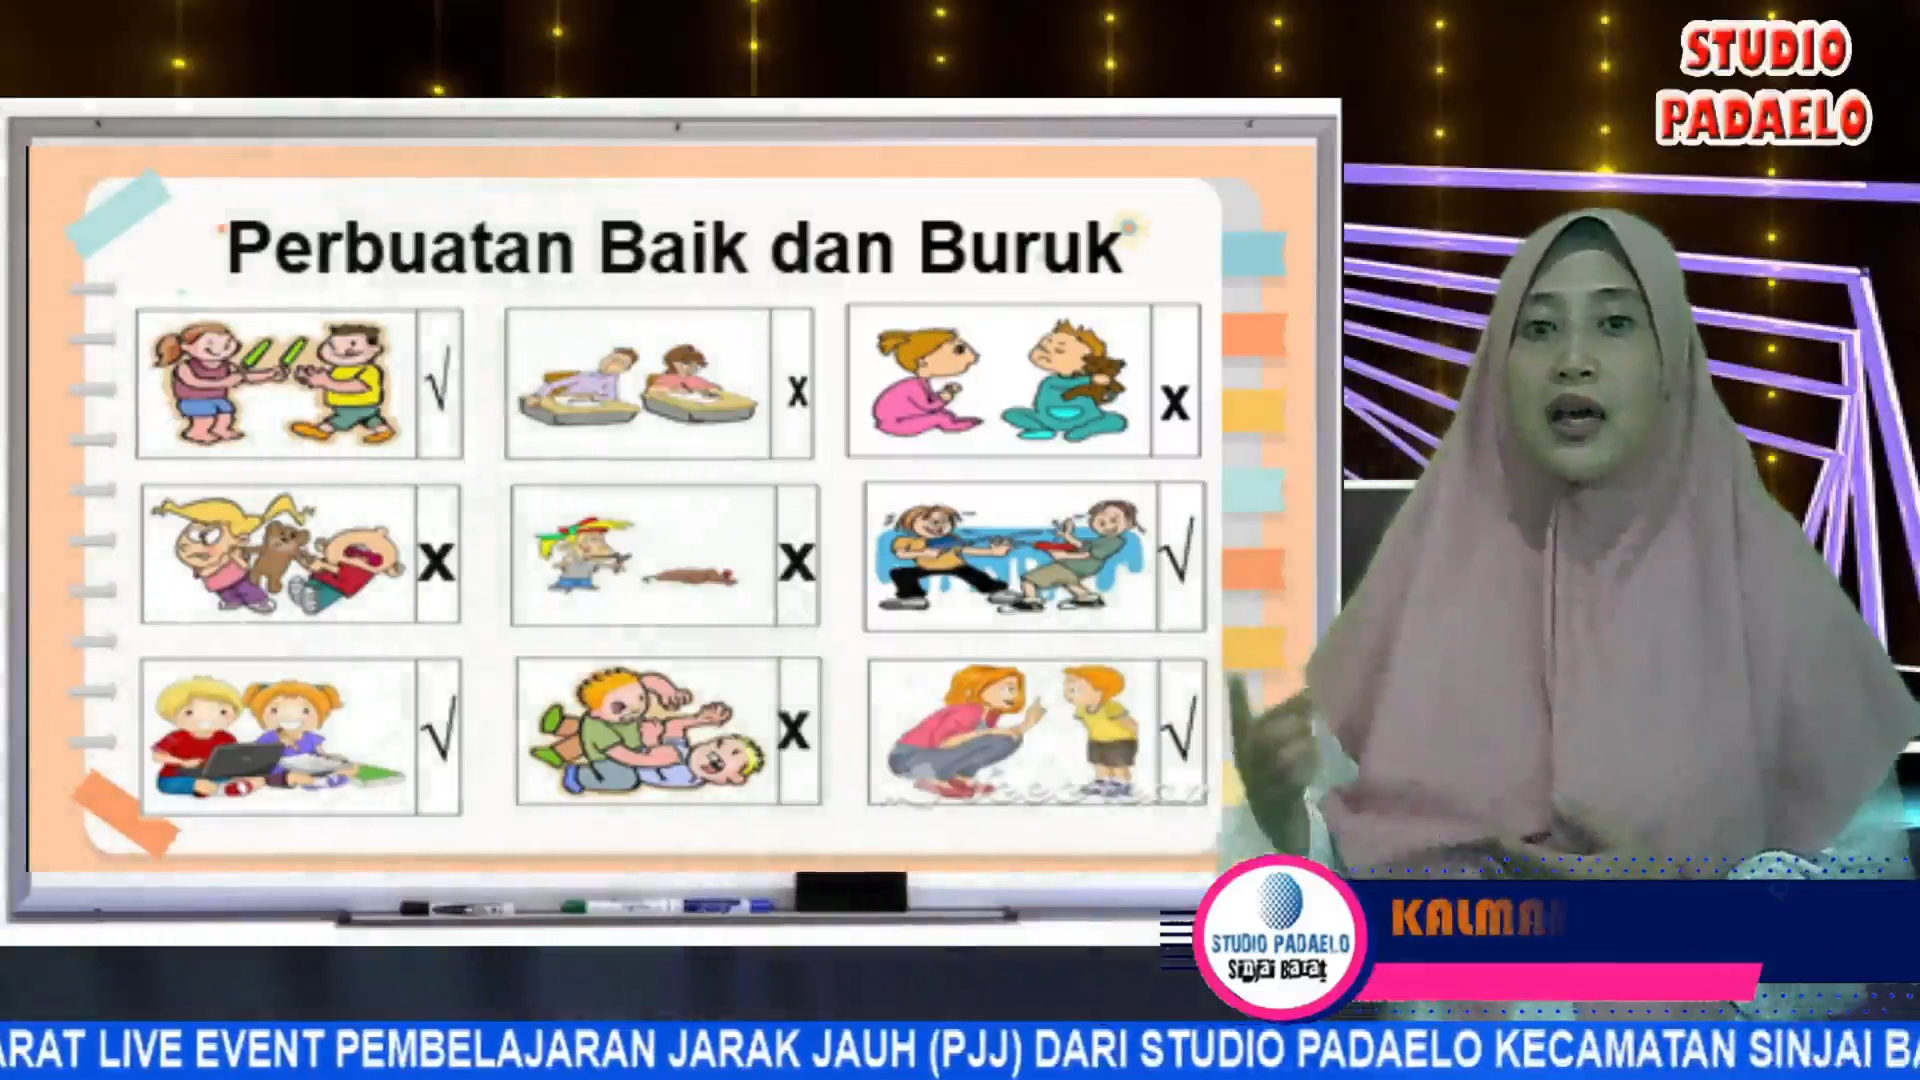 STUDIO
PADAELO
Perbuatan Baik dan Buruk
√
X
X
X
X
√
√
X
√
KALMA
STUDIO PADAELO
Sinjai Barat
ARAT LIVE EVENT PEMBELAJARAN JARAK JAUH (PJJ) DARI STUDIO PADAELO KECAMATAN SINJAI BA